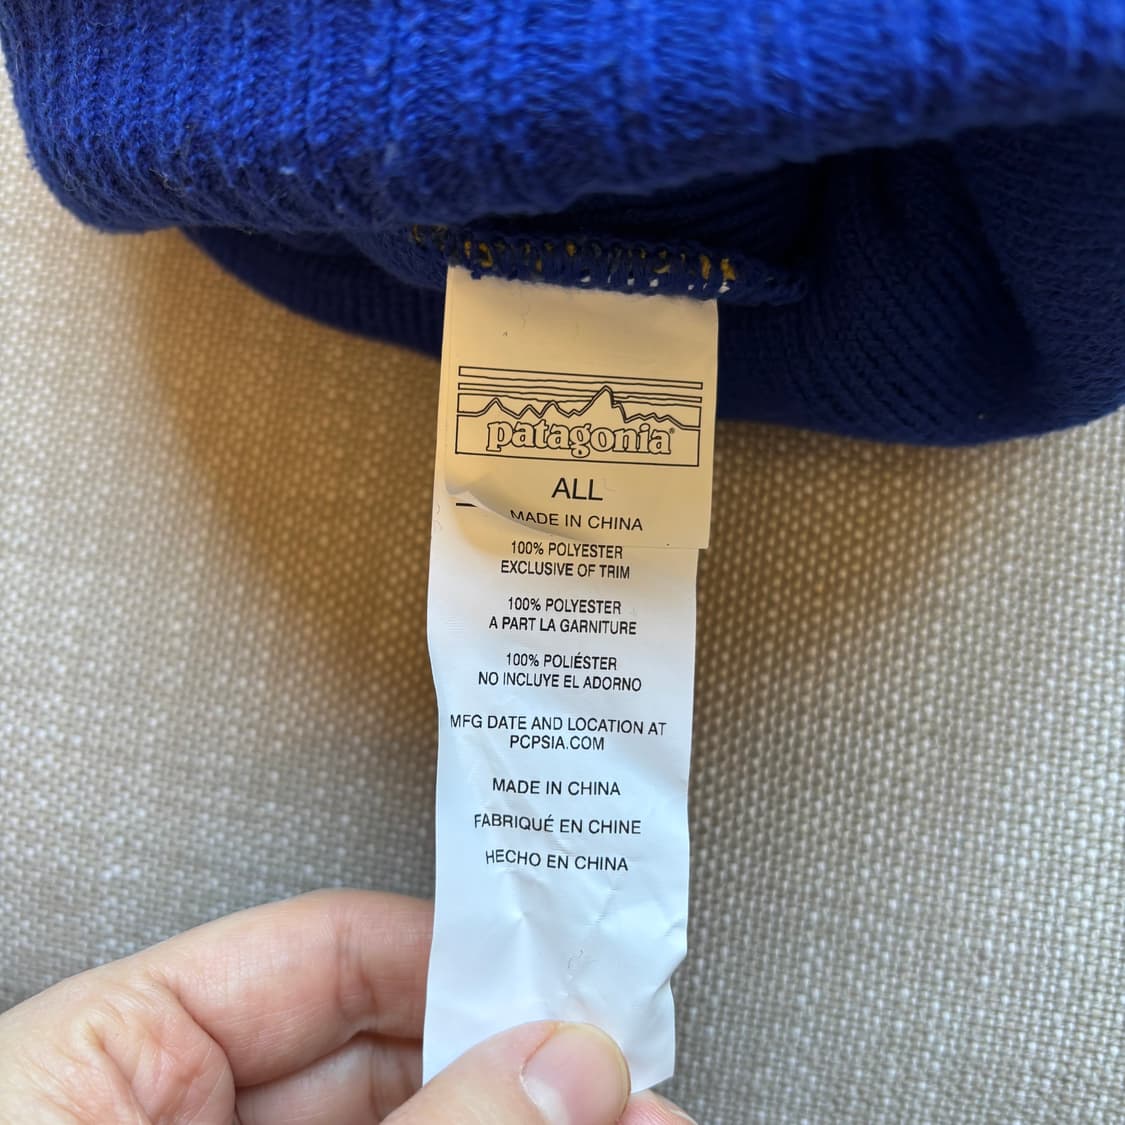 patagonia®
ALL
MADE IN CHINA
100% POLYESTER
EXCLUSIVE OF TRIM
100% POLYESTER
A PART LA GARNITURE
100% POLIÉSTER
NO INCLUYE EL ADORNO
MFG DATE AND LOCATION AT
PCPSIA.COM
MADE IN CHINA
FABRIQUÉ EN CHINE
HECHO EN CHINA